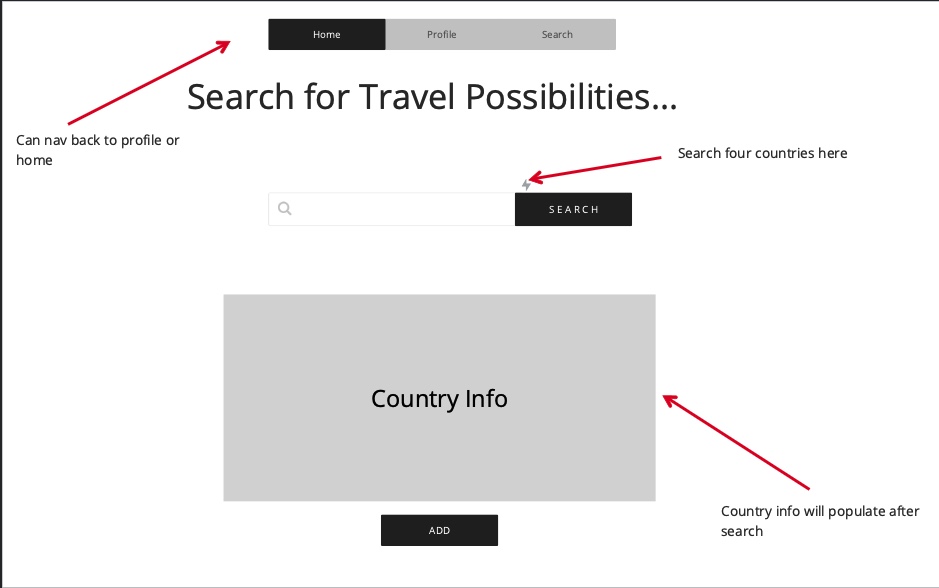 Home Profile Search
Search for Travel Possibilities...
Can nav back to profile or
home
Search four countries here
SEARCH
Country Info
Country info will populate after
search
ADD